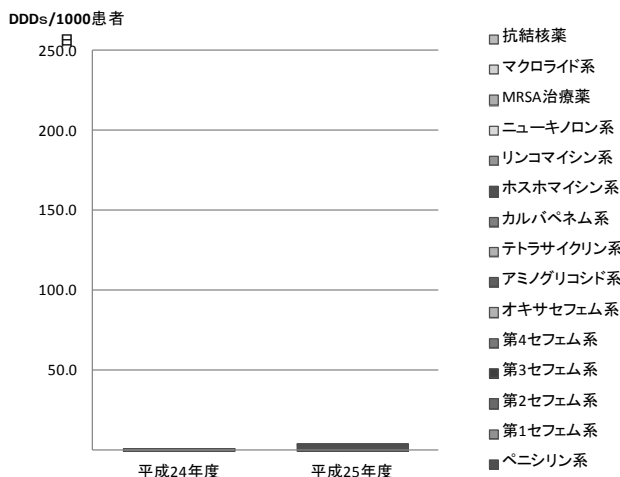 DDDs/1000患者
日
250.0
200.0
150.0
100.0
50.0
平成24年度
平成25年度
抗結核薬
マクロライド系
MRSA治療薬
ニューキノロン系
リンコマイシン系
ホスホマイシン系
カルバペネム系
テトラサイクリン系
アミノグリコシド系
オキサセフェム系
第4セフェム系
第3セフェム系
第2セフェム系
第1セフェム系
ペニシリン系